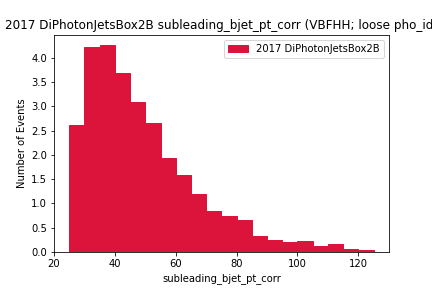 2017 DiPhotonJetsBox2B subleading_bjet_pt_corr (VBFHH; loose pho_id
2017 DiPhotonJetsBox2B
4.0
3.5
3.0
2.5
2.0
1.5
1.0
0.5
0.0
Number of Events
20 40 60 80 100 120
subleading_bjet_pt_corr